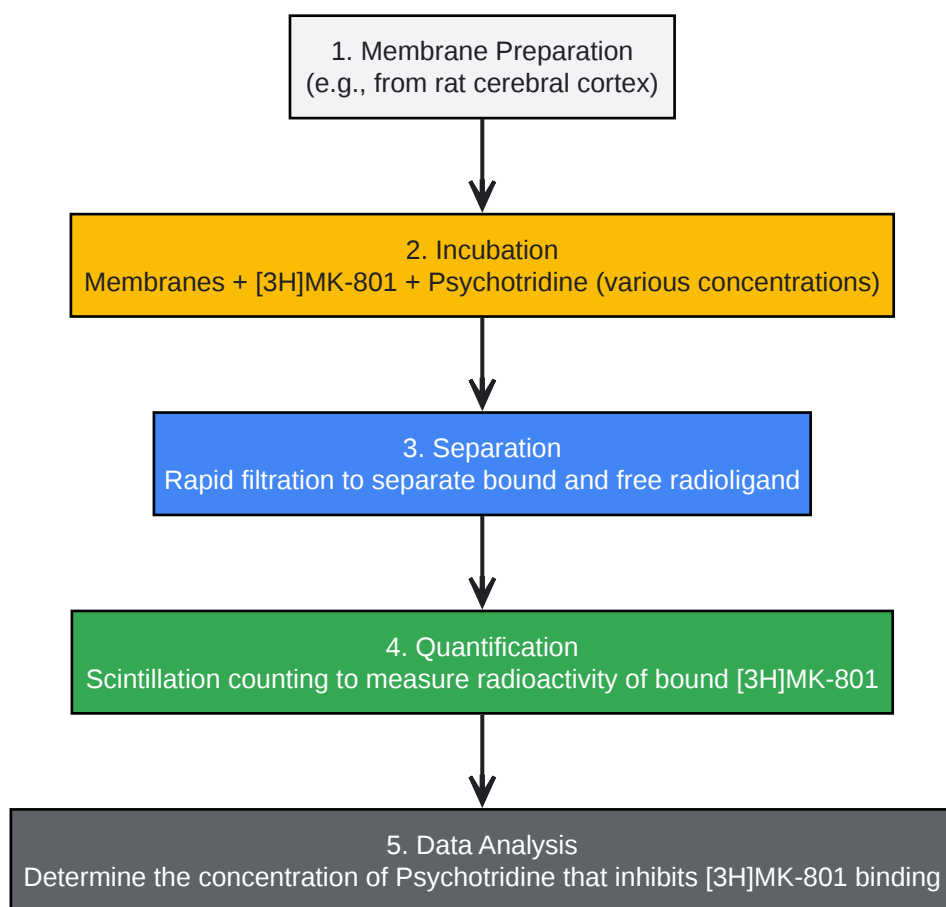 1. Membrane Preparation
(e.g., from rat cerebral cortex)
2. Incubation
Membranes + [3H]MK-801 + Psychotridine (various concentrations)
3. Separation
Rapid filtration to separate bound and free radioligand
4. Quantification
Scintillation counting to measure radioactivity of bound [3H]MK-801
5. Data Analysis
Determine the concentration of Psychotridine that inhibits [3H]MK-801 binding